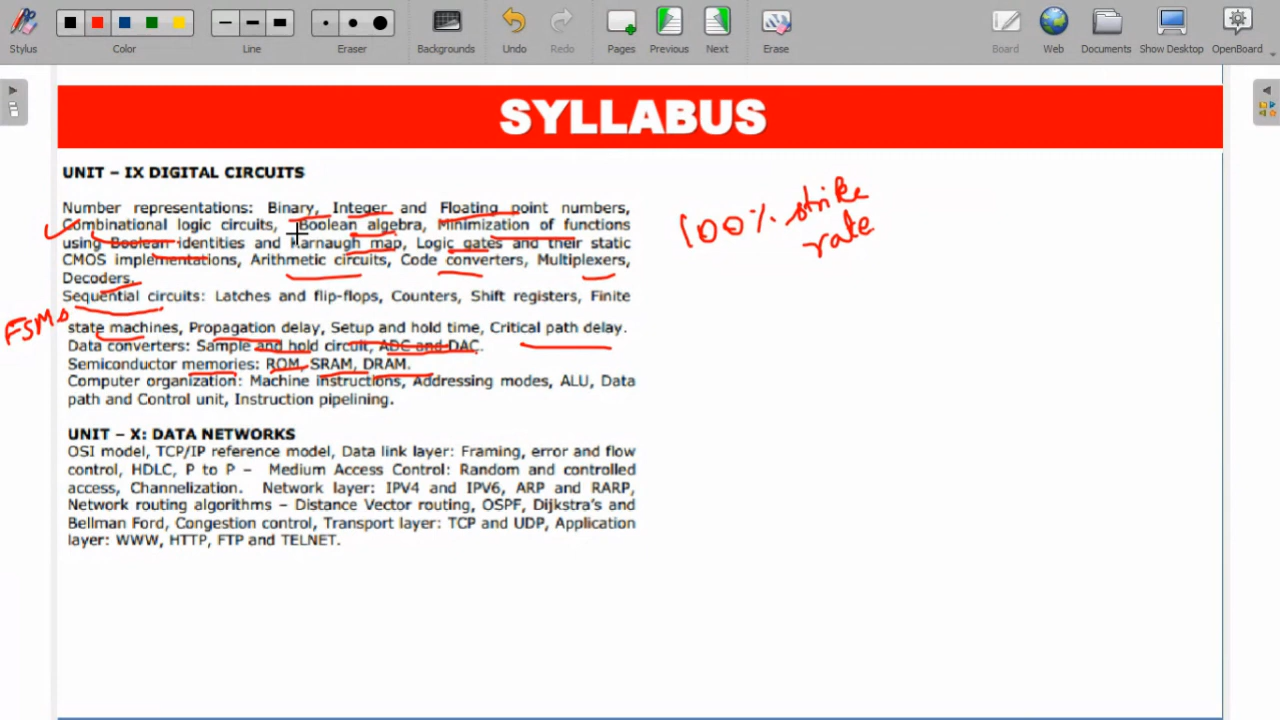 Stylus
Color
Line
Eraser
Backgrounds
Undo
Redo
Pages
Previous
Next
Erase
Board
Web
Documents
Show Desktop
OpenBoard
SYLLABUS
UNIT – IX DIGITAL CIRCUITS
Number representations: Binary, Integer and Floating point numbers,
Combinational logic circuits, Boolean algebra, Minimization of functions
using Boolean identities and Karnaugh map, Logic gates and their static
CMOS implementations, Arithmetic circuits, Code converters, Multiplexers,
Decoders.
Sequential circuits: Latches and flip-flops, Counters, Shift registers, Finite
state machines, Propagation delay, Setup and hold time, Critical path delay.
Data converters: Sample and hold circuit, ADC and DAC.
Semiconductor memories: ROM, SRAM, DRAM.
Computer organization: Machine instructions, Addressing modes, ALU, Data
path and Control unit, Instruction pipelining.
FSMs
100% strike
rate
UNIT – X: DATA NETWORKS
OSI model, TCP/IP reference model, Data link layer: Framing, error and flow
control, HDLC, P to P – Medium Access Control: Random and controlled
access, Channelization. Network layer: IPV4 and IPV6, ARP and RARP,
Network routing algorithms – Distance Vector routing, OSPF, Dijkstra's and
Bellman Ford, Congestion control, Transport layer: TCP and UDP, Application
layer: WWW, HTTP, FTP and TELNET.